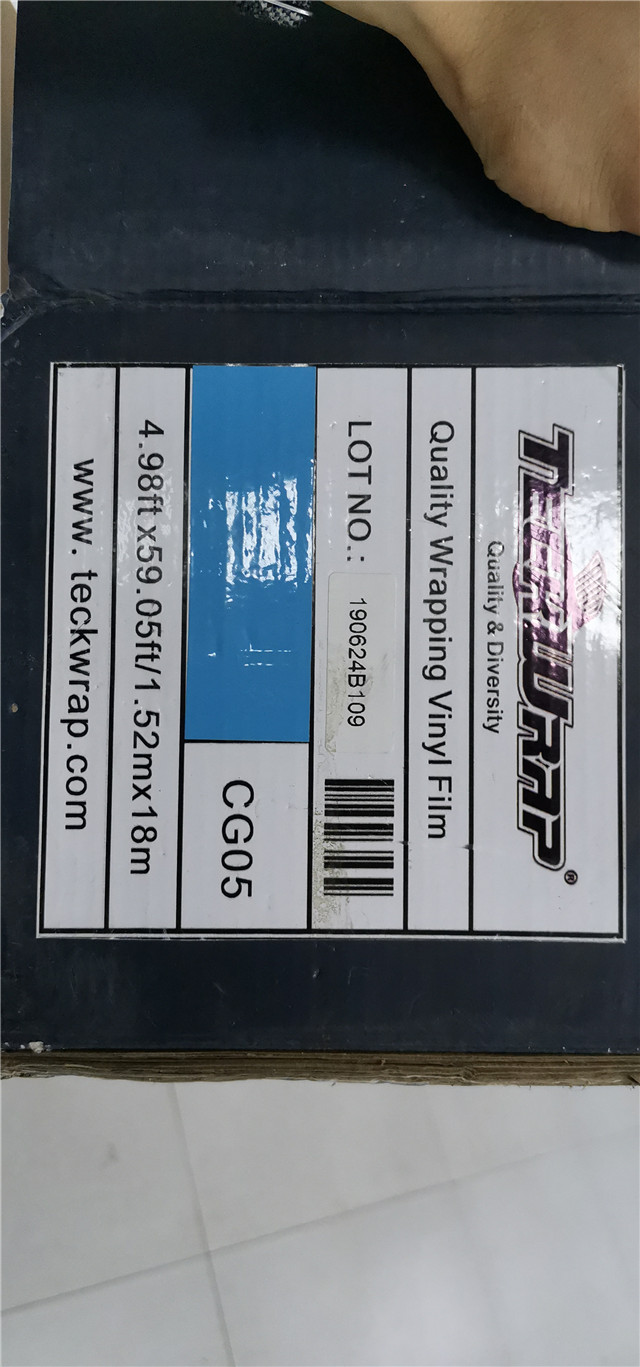 TECKWRAP®
Quality & Diversity
Quality Wrapping Vinyl Film
LOT NO.: 190624B109
CG05
4.98ft x59.05ft/1.52mx18m
www. teckwrap.com